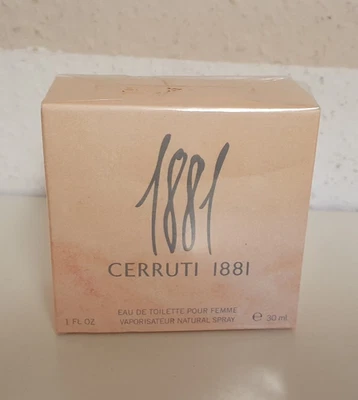 1881
CERRUTI 1881
EAU DE TOILETTE POUR FEMME
1 FL OZ VAPORISATEUR NATURAL SPRAY ℮ 30 ml